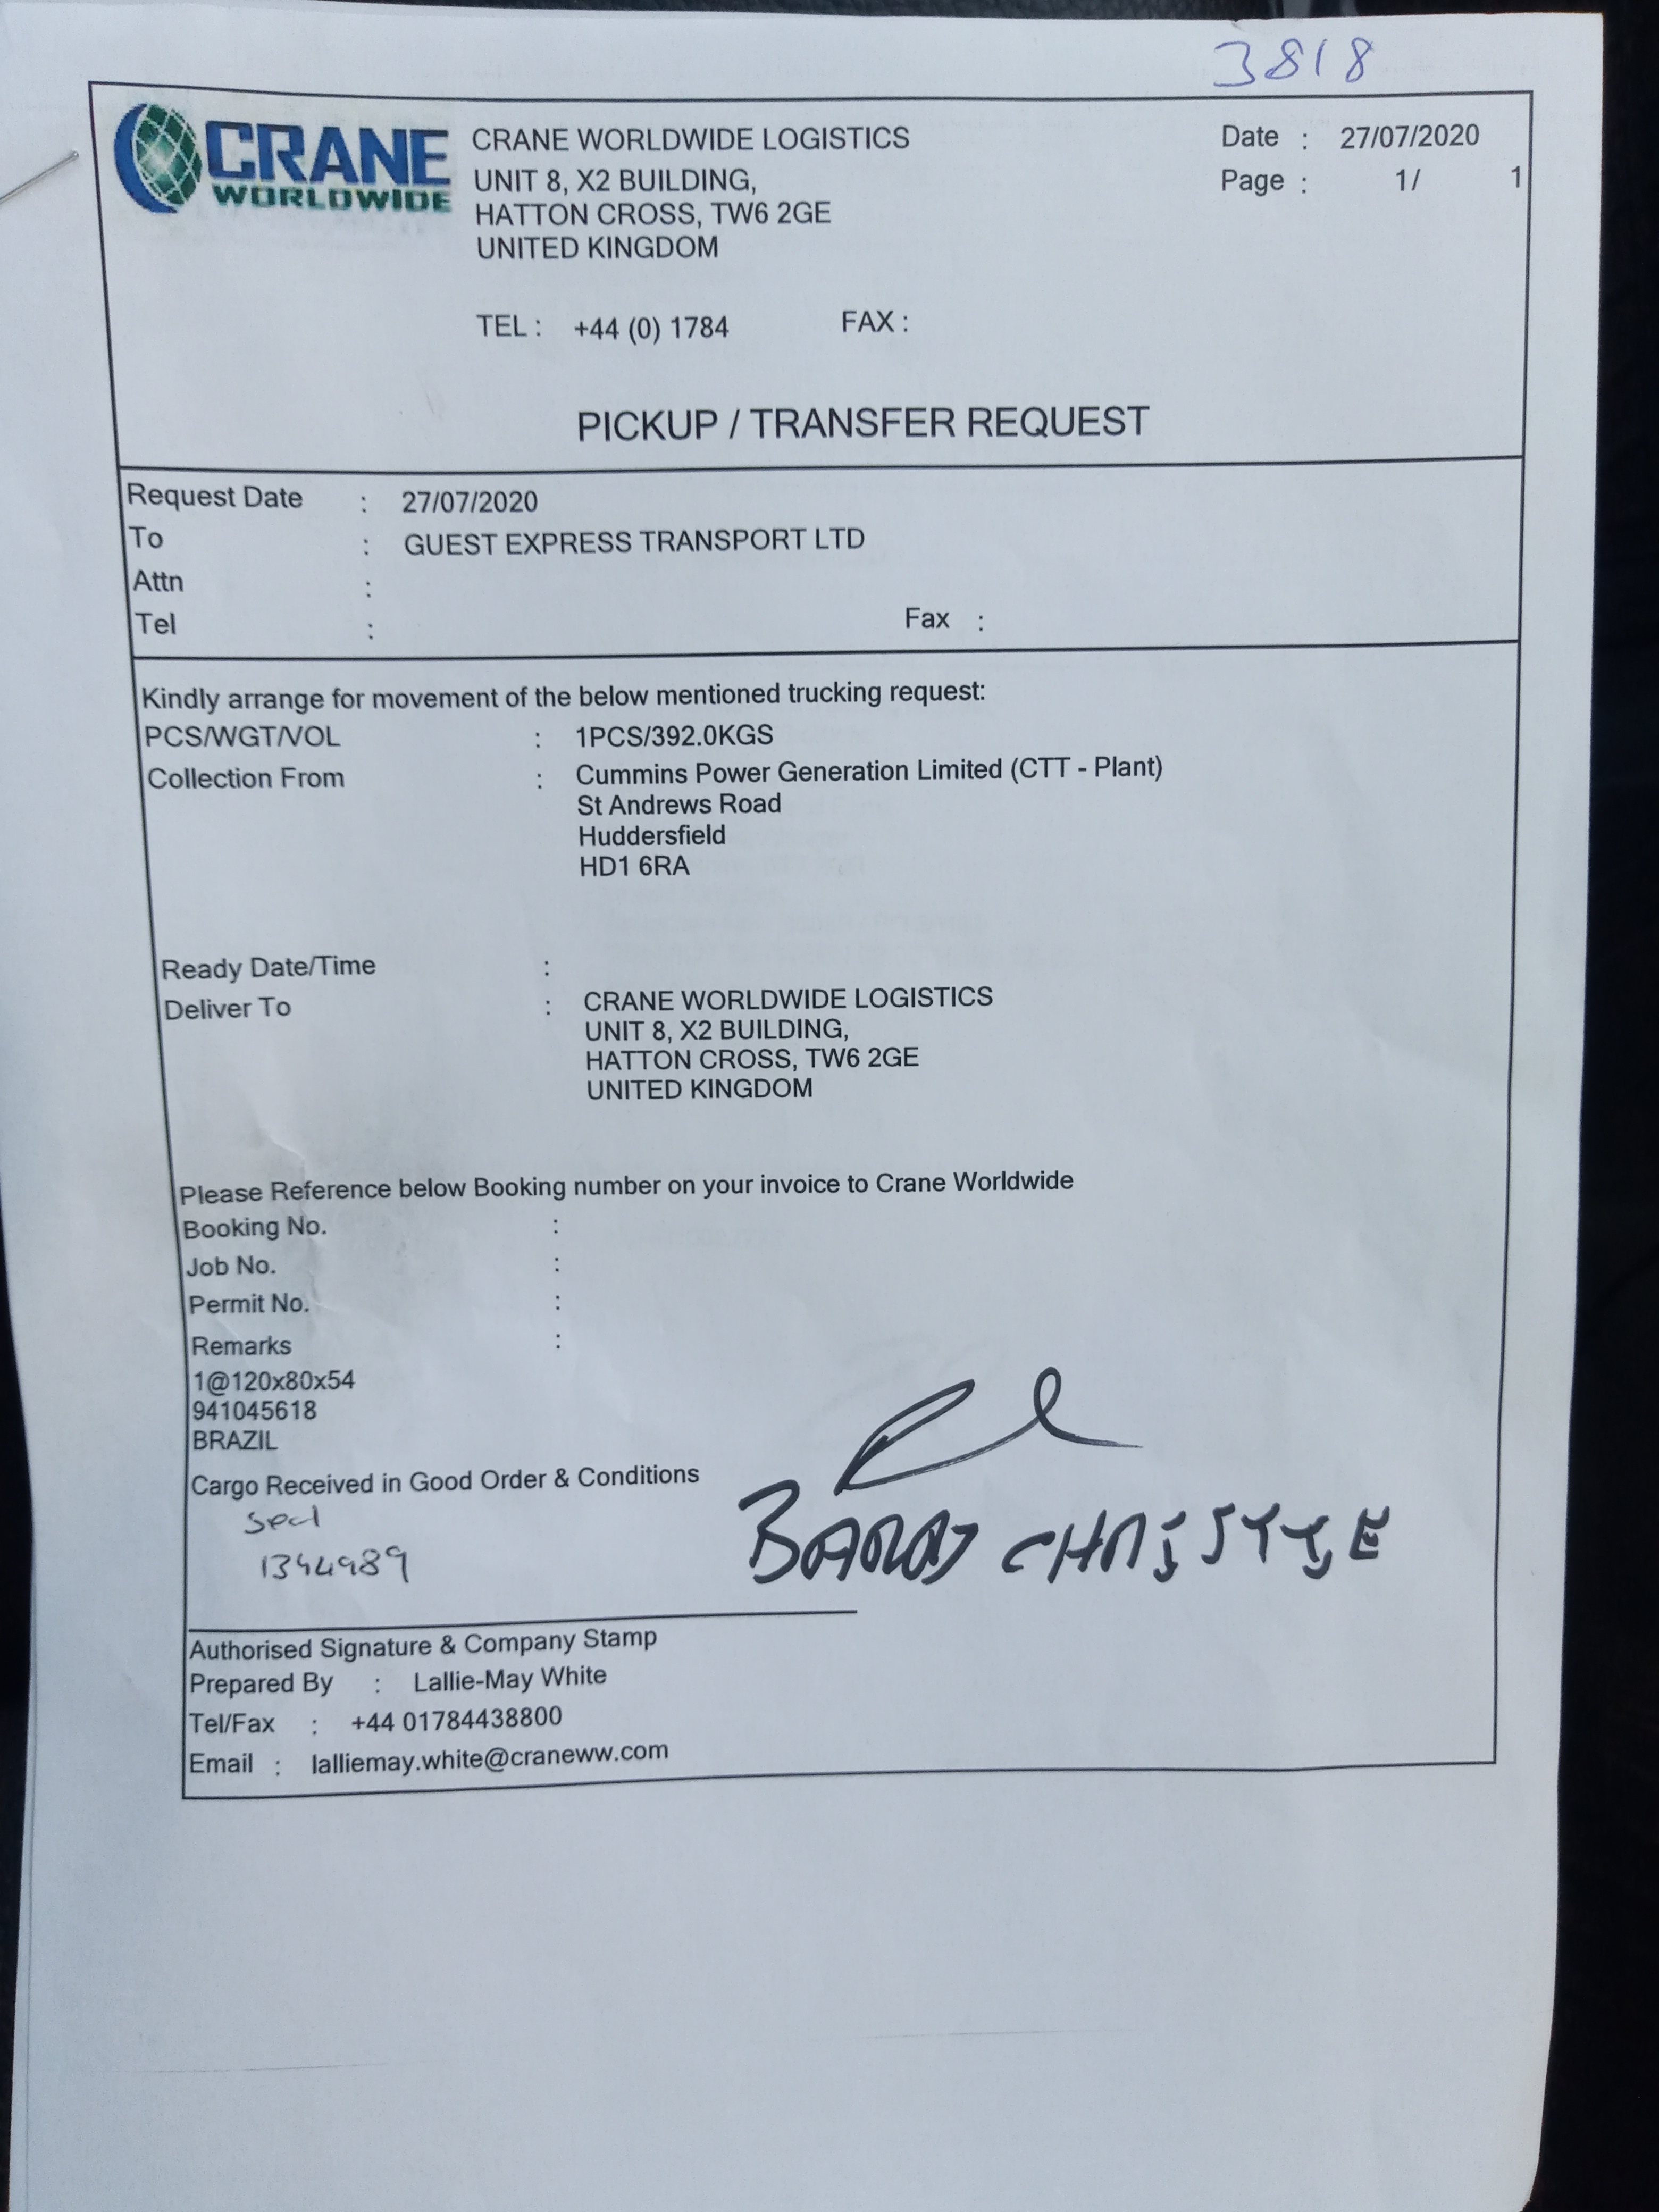 3818
CRANE
WORLDWIDE
CRANE WORLDWIDE LOGISTICS
UNIT 8, X2 BUILDING,
HATTON CROSS, TW6 2GE
UNITED KINGDOM
Date : 27/07/2020
Page : 1/ 1
TEL : +44 (0) 1784 FAX :
PICKUP / TRANSFER REQUEST
Request Date : 27/07/2020
To : GUEST EXPRESS TRANSPORT LTD
Attn :
Tel : Fax :
Kindly arrange for movement of the below mentioned trucking request:
PCS/WGT/VOL : 1PCS/392.0KGS
Collection From : Cummins Power Generation Limited (CTT - Plant)
St Andrews Road
Huddersfield
HD1 6RA
Ready Date/Time :
Deliver To : CRANE WORLDWIDE LOGISTICS
UNIT 8, X2 BUILDING,
HATTON CROSS, TW6 2GE
UNITED KINGDOM
Please Reference below Booking number on your invoice to Crane Worldwide
Booking No. :
Job No. :
Permit No. :
Remarks :
1@120x80x54
941045618
BRAZIL
Cargo Received in Good Order & Conditions
Seal
1344989
CHRISTIE
Authorised Signature & Company Stamp
Prepared By : Lallie-May White
Tel/Fax : +44 01784438800
Email : lalliemay.white@craneww.com